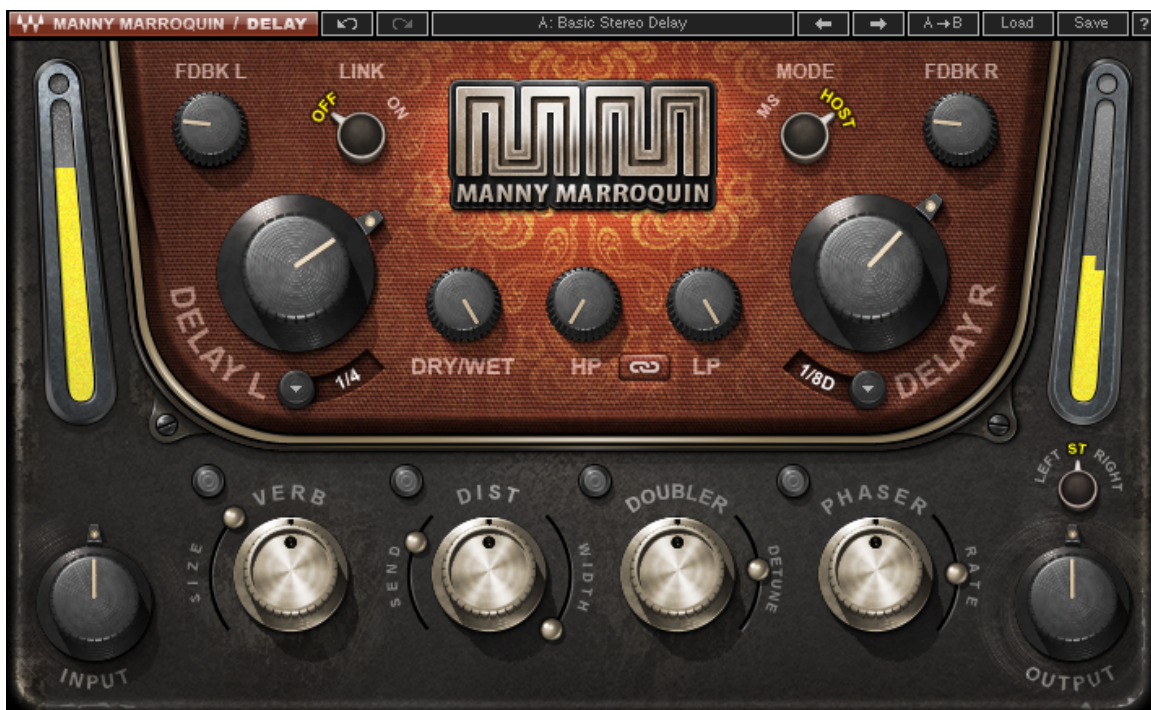 MANNY MARROQUIN / DELAY
A: Basic Stereo Delay
A→B
Load
Save
?
FDBK L
LINK
OFF
ON
MODE
MS
HOST
FDBK R
MANNY MARROQUIN
DELAY L
1/4
DRY/WET
HP
LP
1/8D
DELAY R
LEFT
ST
RIGHT
VERB
SIZE
DIST
SEND
WIDTH
DOUBLER
DETUNE
PHASER
RATE
INPUT
OUTPUT